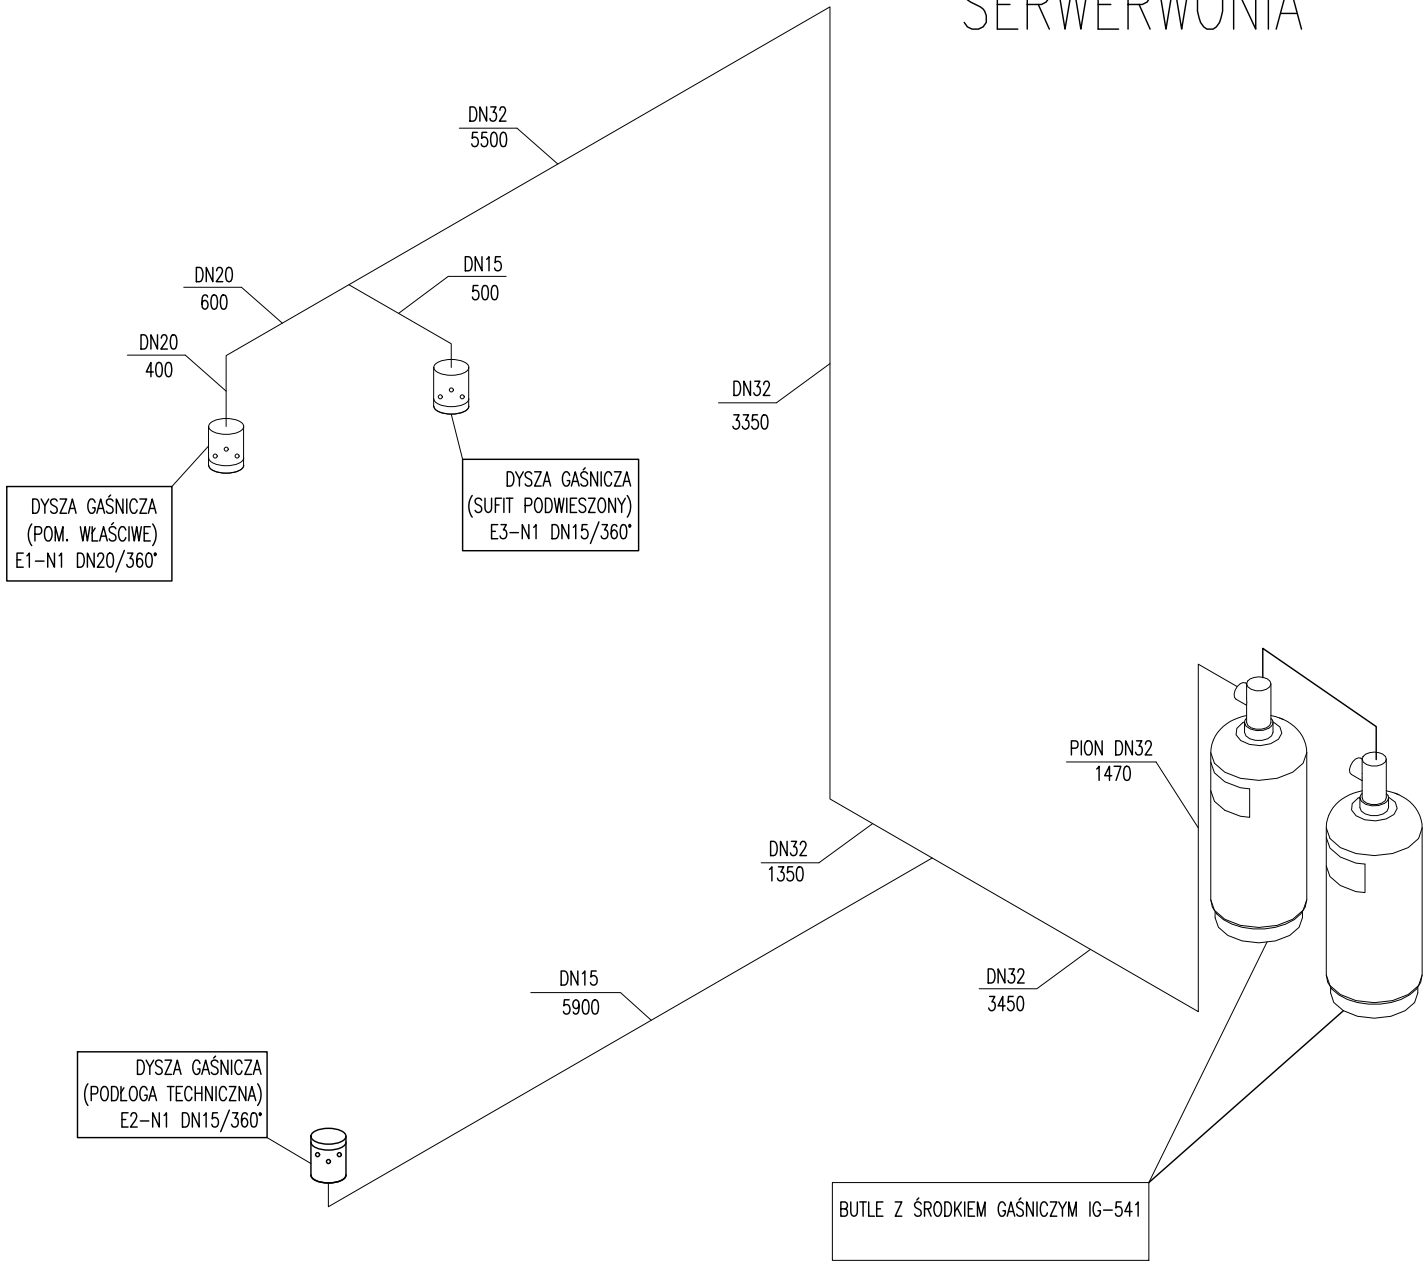 SERWERWONIA
DN32
5500
DN20
600
DN15
500
DN20
400
DN32
3350
DYSZA GAŚNICZA
(SUFIT PODWIESZONY)
E3-N1 DN15/360°
DYSZA GAŚNICZA
(POM. WŁAŚCIWE)
E1-N1 DN20/360°
PION DN32
1470
DN32
1350
DN15
5900
DN32
3450
DYSZA GAŚNICZA
(PODŁOGA TECHNICZNA)
E2-N1 DN15/360°
BUTLE Z ŚRODKIEM GAŚNICZYM IG-541